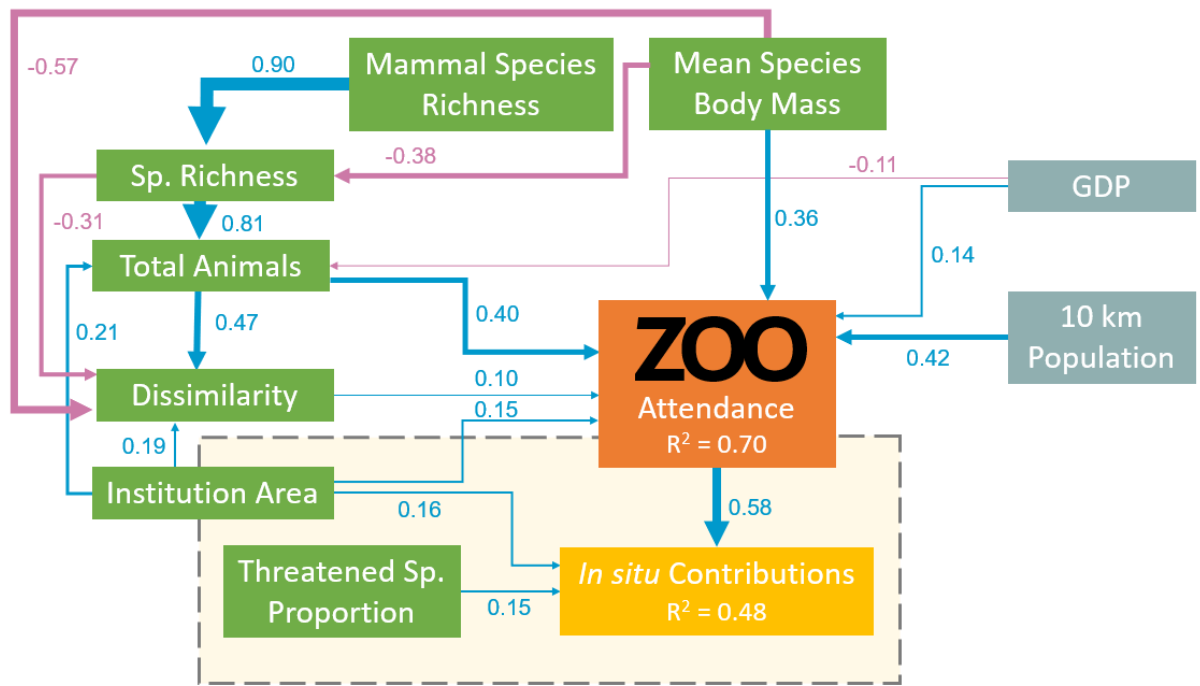 -0.57
0.90
Mammal Species
Richness
Mean Species
Body Mass
-0.38
-0.11
Sp. Richness
GDP
-0.31
0.81
0.36
0.14
Total Animals
0.21
0.47
0.40
10 km
Population
0.42
ZOO
Attendance
R² = 0.70
Dissimilarity
0.10
0.15
0.19
Institution Area
0.16
0.58
Threatened Sp.
Proportion
0.15
In situ Contributions
R² = 0.48